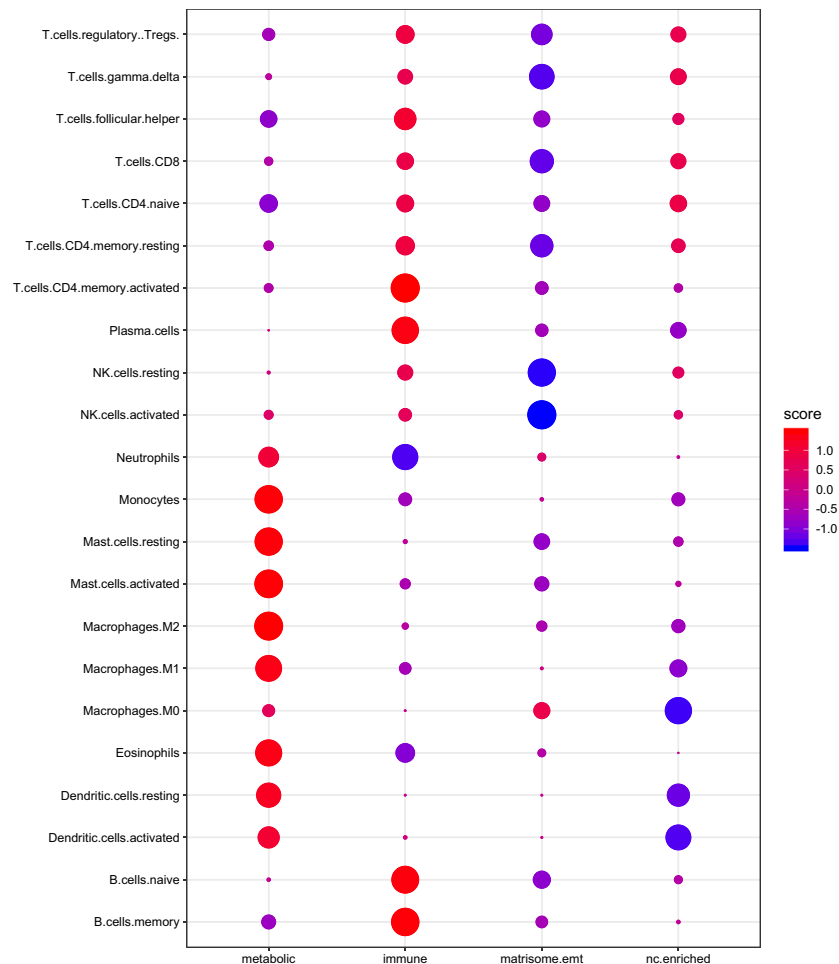 T.cells.regulatory..Tregs.
T.cells.gamma.delta
T.cells.follicular.helper
T.cells.CD8
T.cells.CD4.naive
T.cells.CD4.memory.resting
T.cells.CD4.memory.activated
Plasma.cells
NK.cells.resting
NK.cells.activated
Neutrophils
Monocytes
Mast.cells.resting
Mast.cells.activated
Macrophages.M2
Macrophages.M1
Macrophages.M0
Eosinophils
Dendritic.cells.resting
Dendritic.cells.activated
B.cells.naive
B.cells.memory
metabolic immune matrisome.emt nc.enriched
score
1.0
0.5
0.0
-0.5
-1.0